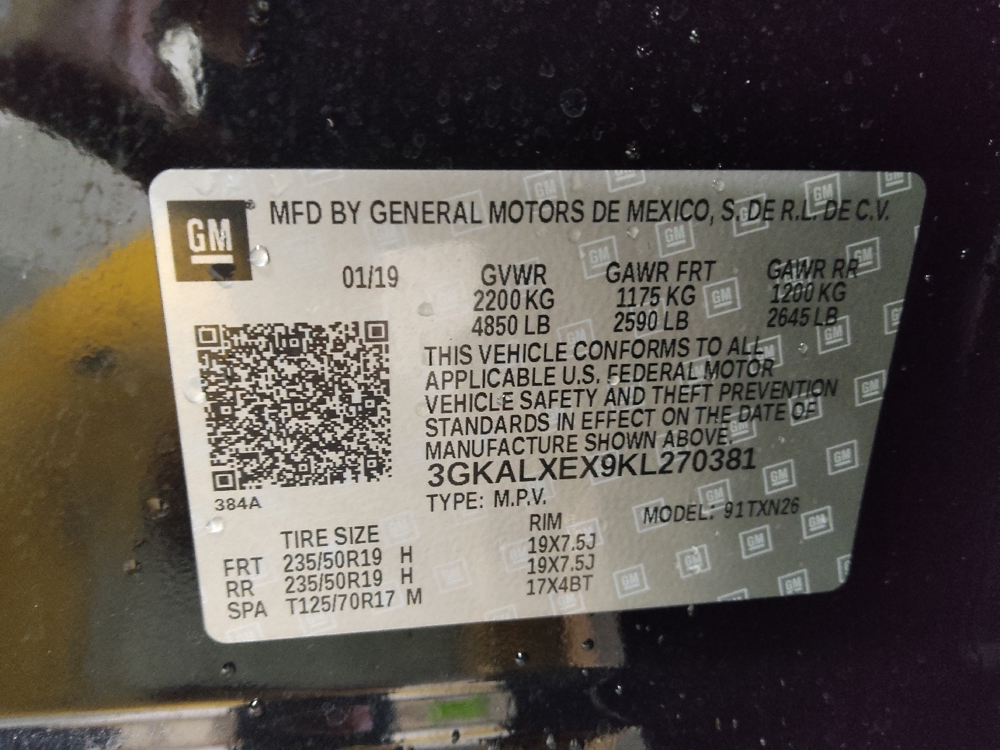 GM
MFD BY GENERAL MOTORS DE MEXICO, S. DE R.L. DE C.V.
01/19 GVWR GAWR FRT GAWR RR
2200 KG 1175 KG 1200 KG
4850 LB 2590 LB 2645 LB
THIS VEHICLE CONFORMS TO ALL
APPLICABLE U.S. FEDERAL MOTOR
VEHICLE SAFETY AND THEFT PREVENTION
STANDARDS IN EFFECT ON THE DATE OF
MANUFACTURE SHOWN ABOVE.
3GKALXEX9KL270381
384A
TYPE: M.P.V. MODEL: 91TXN26
TIRE SIZE RIM
FRT 235/50R19 H 19X7.5J
RR 235/50R19 H 19X7.5J
SPA T125/70R17 M 17X4BT